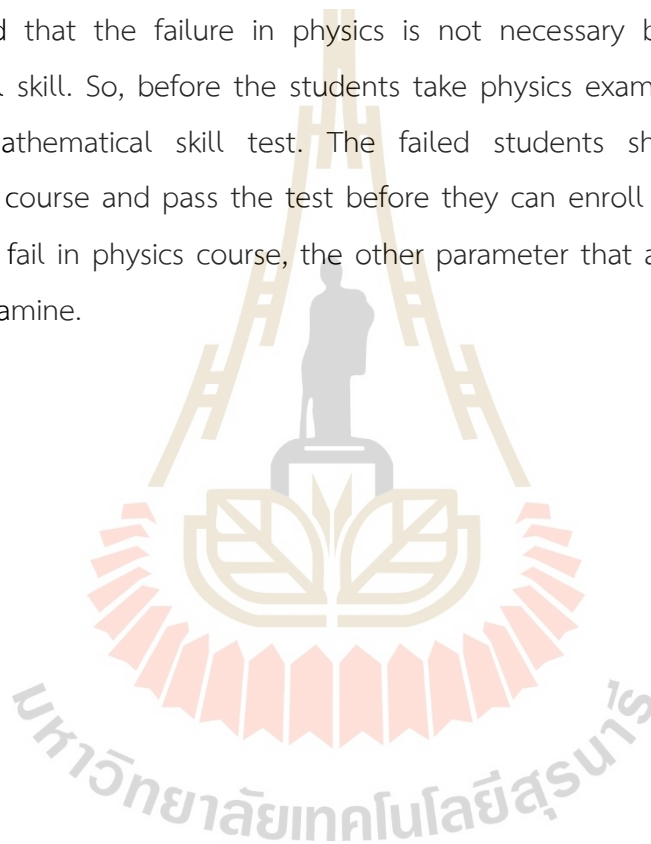 that the failure in physics is not necessary
skill. So, before the students take physics exam
mathematical skill test. The failed students
course and pass the test before they can enroll
fail in physics course, the other parameter that
มหาวิทยาลัยเทคโนโลยีสุรนารี